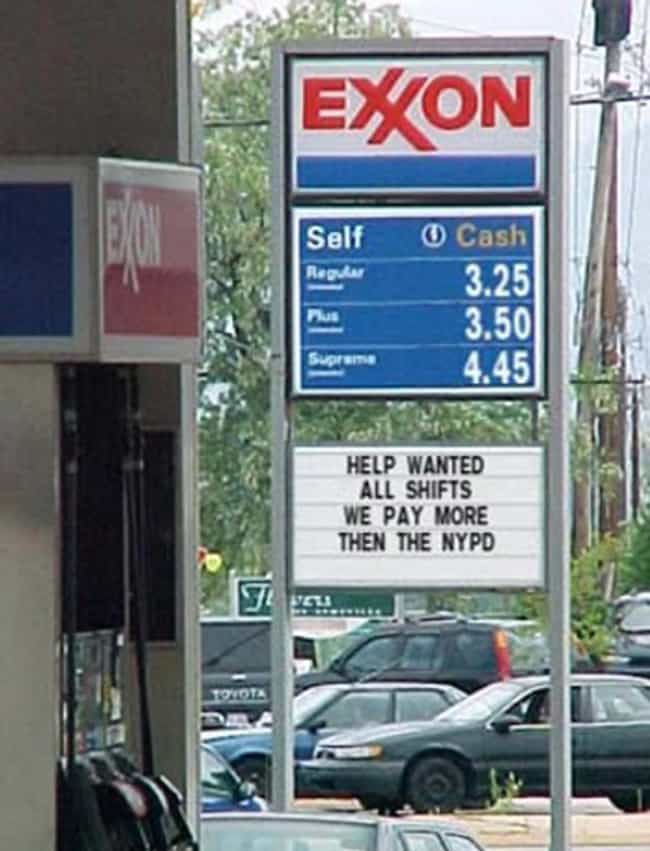 EXXON
EXXON
Self Cash
Regular 3.25
Plus 3.50
Supreme 4.45
HELP WANTED
ALL SHIFTS
WE PAY MORE
THEN THE NYPD
TOYOTA